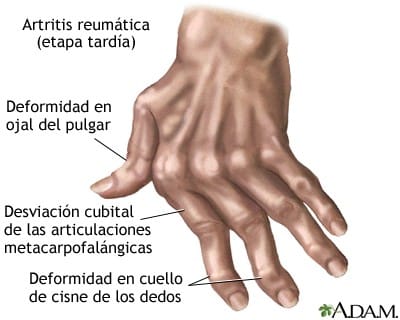 Artritis reumática
(etapa tardía)
Deformidad en
ojal del pulgar
Desviación cubital
de las articulaciones
metacarpofalángicas
Deformidad en cuello
de cisne de los dedos
ADAM.